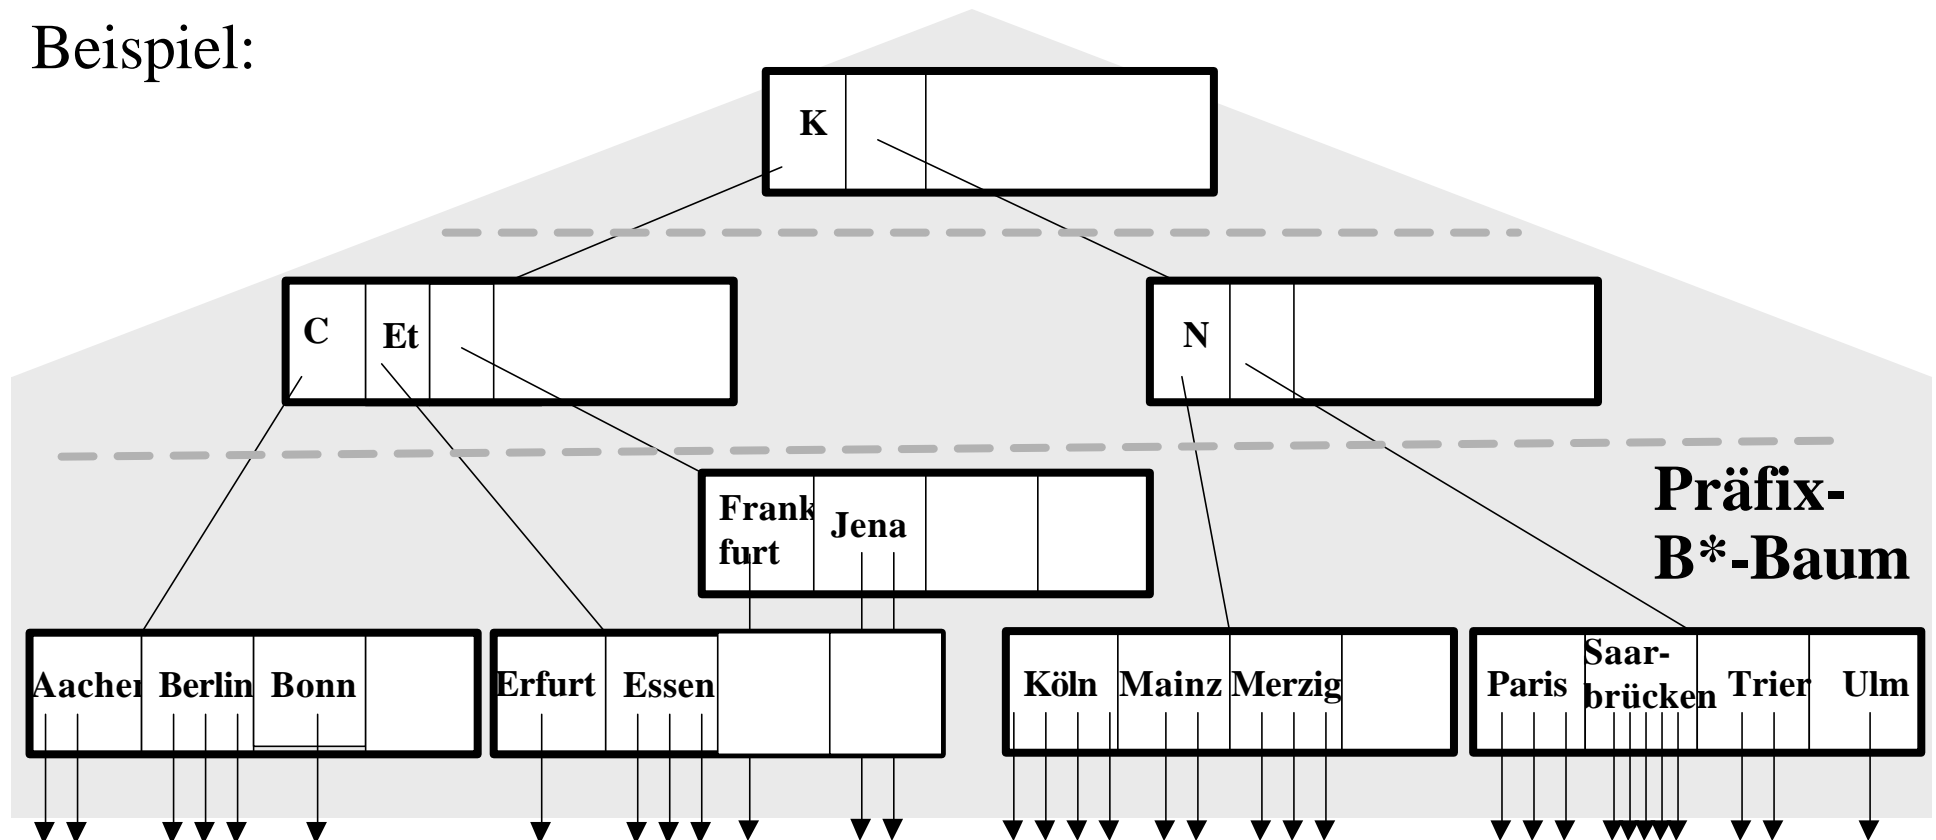 Beispiel:
K
C
Et
N
Präfix-
B*-Baum
Frank
furt
Jena
Aachen
Berlin
Bonn
Erfurt
Essen
Köln
Mainz
Merzig
Paris
Saar-
brücken
Trier
Ulm